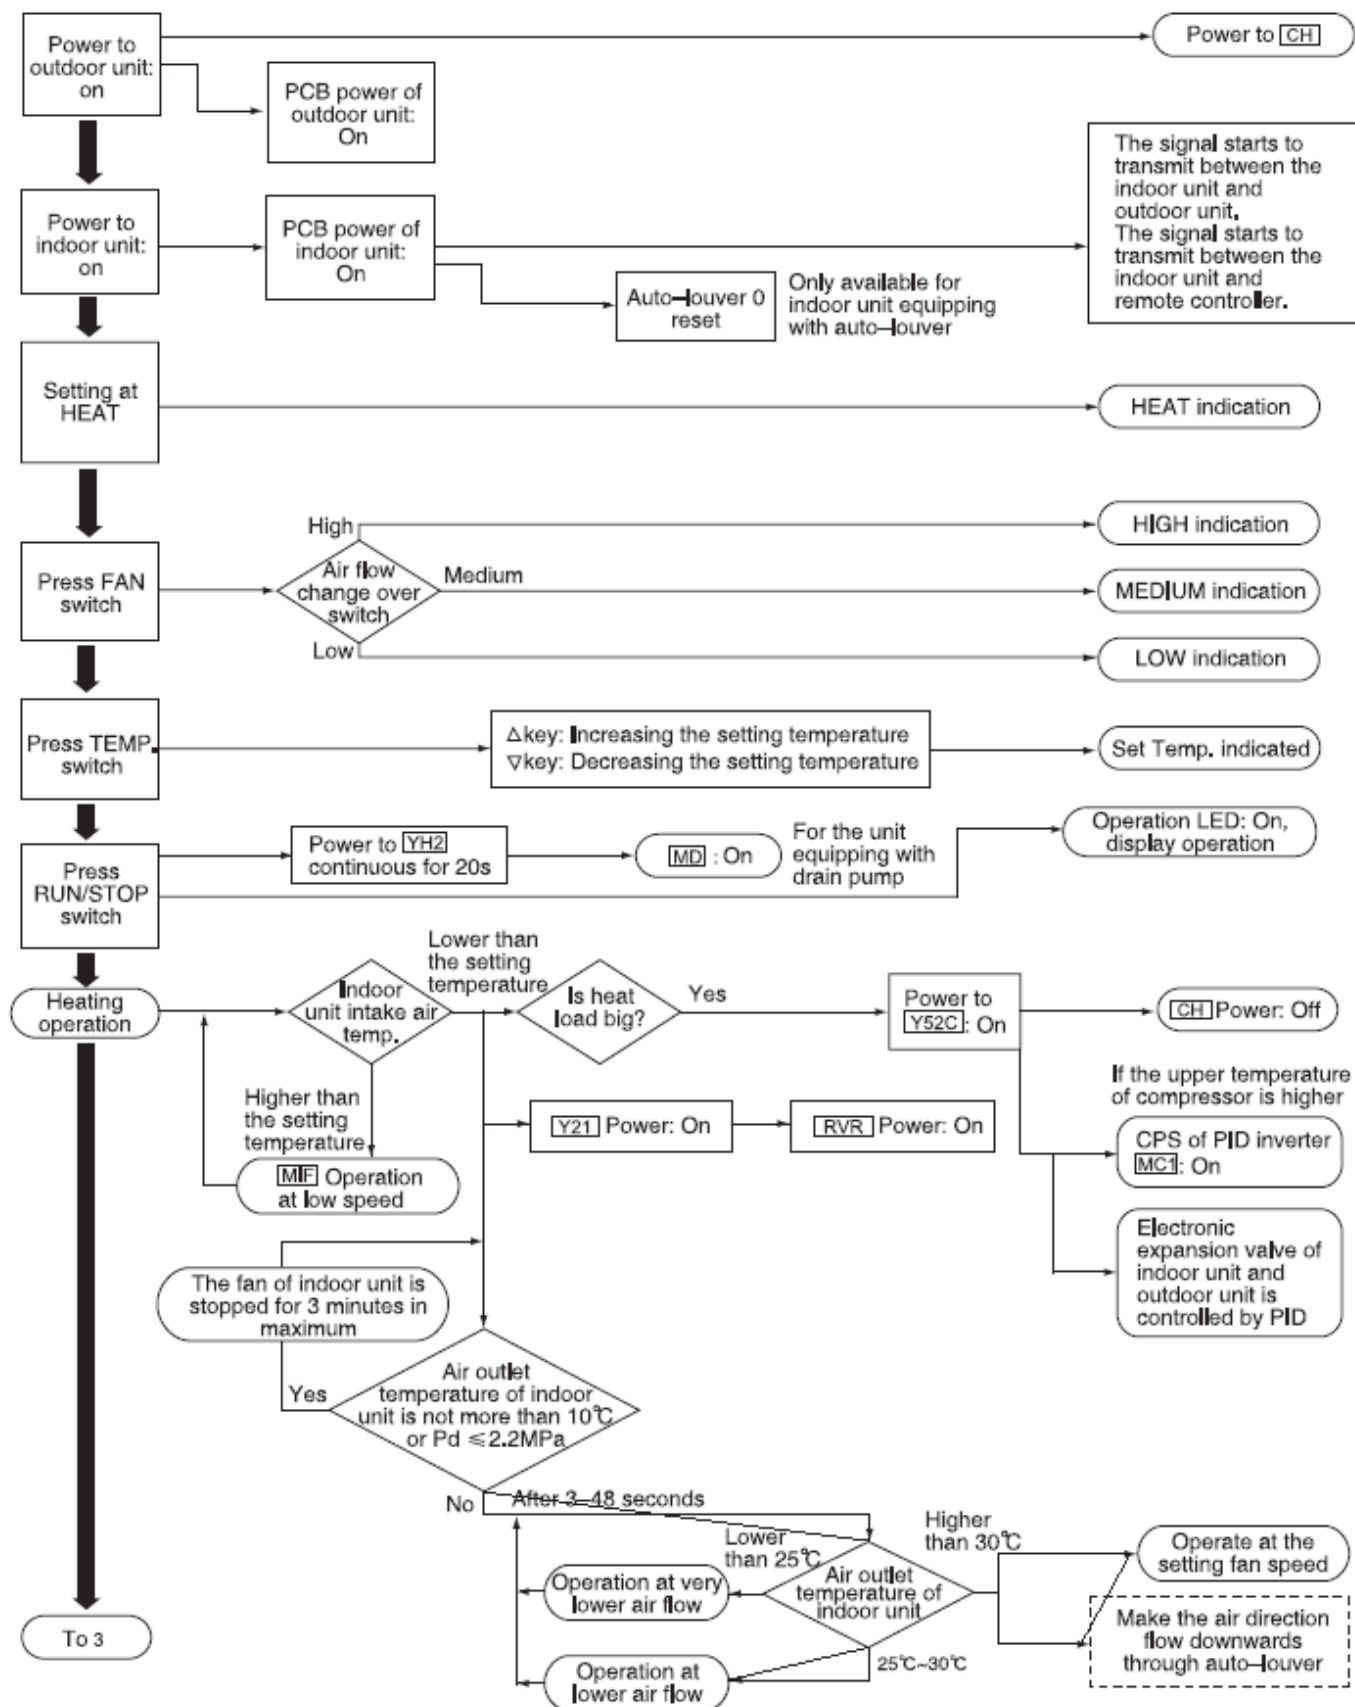 Power to
outdoor unit:
on
Power to CH
PCB power of
outdoor unit:
On
The signal starts to
transmit between the
indoor unit and
outdoor unit.
The signal starts to
transmit between the
indoor unit and
remote controller.
Power to
indoor unit:
on
PCB power of
indoor unit:
On
Auto-louver 0
reset
Only available for
indoor unit equipping
with auto-louver
Setting at
HEAT
HEAT indication
Press FAN
switch
Air flow
change over
switch
High
Medium
Low
HIGH indication
MEDIUM indication
LOW indication
Press TEMP.
switch
△key: Increasing the setting temperature
▽key: Decreasing the setting temperature
Set Temp. indicated
Press
RUN/STOP
switch
Power to YH2
continuous for 20s
MD : On
For the unit
equipping with
drain pump
Operation LED: On,
display operation
Heating
operation
Indoor
unit intake air
temp.
Lower than
the setting
temperature
Is heat
load big?
Yes
Power to
Y52C: On
CH Power: Off
Higher than
the setting
temperature
MIF Operation
at low speed
Y21 Power: On
RVR Power: On
If the upper temperature
of compressor is higher
CPS of PID inverter
MC1: On
Electronic
expansion valve of
indoor unit and
outdoor unit is
controlled by PID
The fan of indoor unit is
stopped for 3 minutes in
maximum
Yes
Air outlet
temperature of indoor
unit is not more than 10℃
or Pd ≤2.2MPa
No
After 3-48 seconds
Lower
than 25℃
Higher
than 30℃
Air outlet
temperature of
indoor unit
25℃~30℃
Operation at very
lower air flow
Operation at
lower air flow
Operate at the
setting fan speed
Make the air direction
flow downwards
through auto-louver
To 3